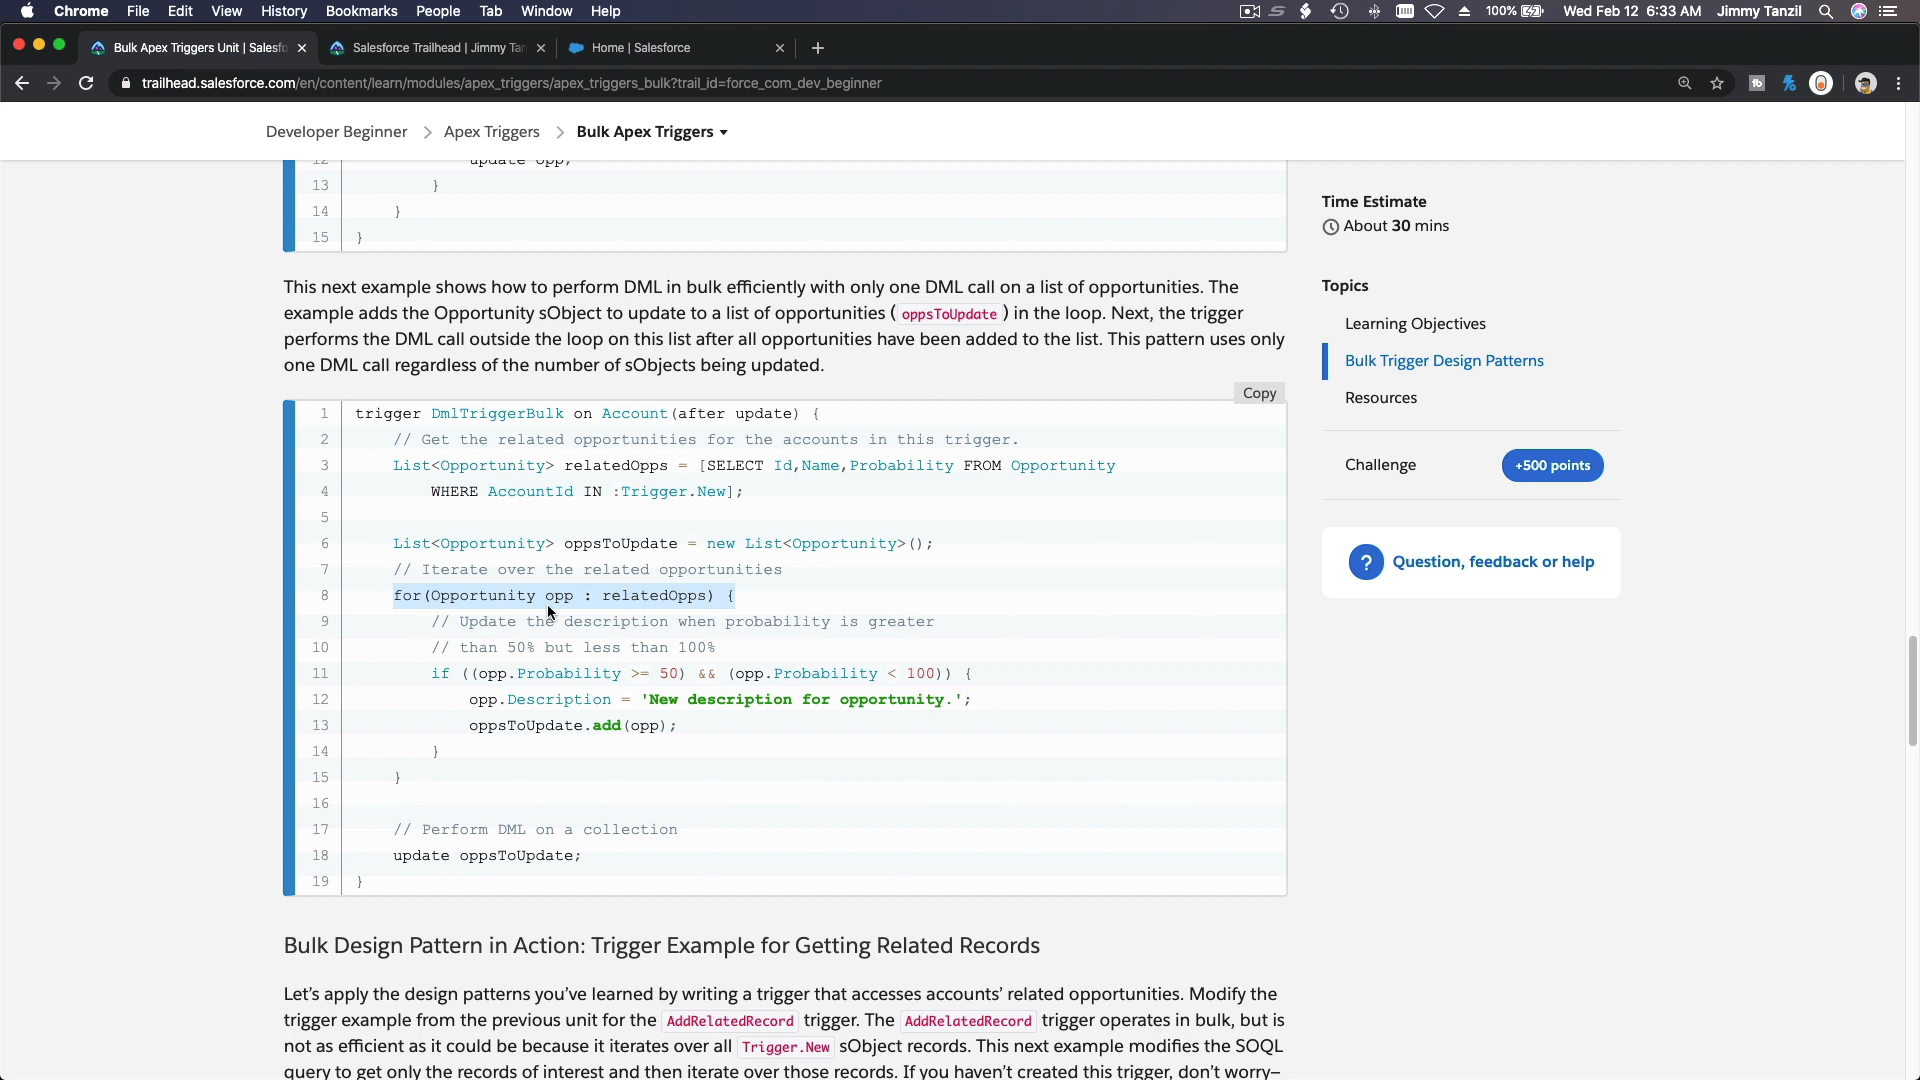 Chrome File Edit View History Bookmarks People Tab Window Help 100% Wed Feb 12 6:33 AM Jimmy Tanzil
Bulk Apex Triggers Unit | Salesfo Salesforce Trailhead | Jimmy Tan Home | Salesforce
trailhead.salesforce.com/en/content/learn/modules/apex_triggers/apex_triggers_bulk?trail_id=force_com_dev_beginner
Developer Beginner > Apex Triggers > Bulk Apex Triggers
12 update opp;
13 }
14 }
15 }
This next example shows how to perform DML in bulk efficiently with only one DML call on a list of opportunities. The
example adds the Opportunity sObject to update to a list of opportunities ( oppsToUpdate ) in the loop. Next, the trigger
performs the DML call outside the loop on this list after all opportunities have been added to the list. This pattern uses only
one DML call regardless of the number of sObjects being updated.
Copy
1 trigger DmlTriggerBulk on Account(after update) {
2 // Get the related opportunities for the accounts in this trigger.
3 List<Opportunity> relatedOpps = [SELECT Id,Name,Probability FROM Opportunity
4 WHERE AccountId IN :Trigger.New];
5
6 List<Opportunity> oppsToUpdate = new List<Opportunity>();
7 // Iterate over the related opportunities
8 for(Opportunity opp : relatedOpps) {
9 // Update the description when probability is greater
10 // than 50% but less than 100%
11 if ((opp.Probability >= 50) && (opp.Probability < 100)) {
12 opp.Description = 'New description for opportunity.';
13 oppsToUpdate.add(opp);
14 }
15 }
16
17 // Perform DML on a collection
18 update oppsToUpdate;
19 }
Bulk Design Pattern in Action: Trigger Example for Getting Related Records
Let's apply the design patterns you've learned by writing a trigger that accesses accounts' related opportunities. Modify the
trigger example from the previous unit for the AddRelatedRecord trigger. The AddRelatedRecord trigger operates in bulk, but is
not as efficient as it could be because it iterates over all Trigger.New sObject records. This next example modifies the SOQL
query to get only the records of interest and then iterate over those records. If you haven't created this trigger, don't worry—
Time Estimate
About 30 mins
Topics
Learning Objectives
Bulk Trigger Design Patterns
Resources
Challenge +500 points
? Question, feedback or help